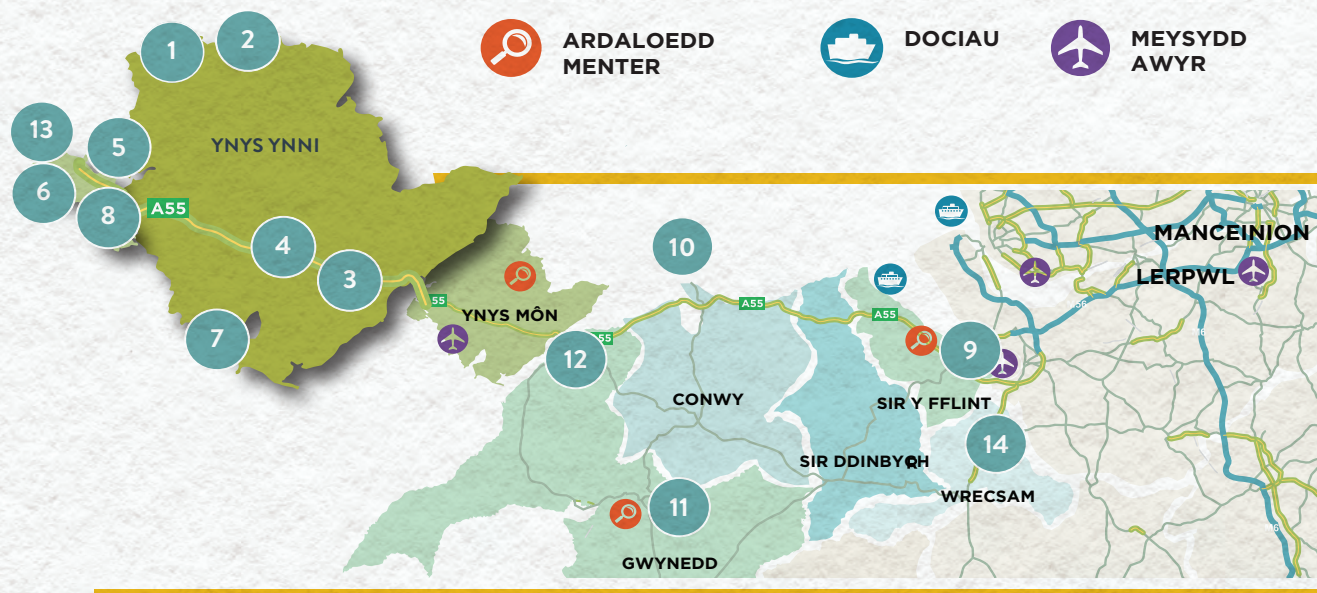 ARDALOEDD
MENTER
DOCIAU
MEYSYDD
AWYR
1
2
13
5
YNYS YNNI
6
8
A55
4
3
7
10
MANCEINION
LERPWL
55
YNYS MÔN
A55
A55
55
12
9
CONWY
SIR Y FFLINT
14
SIR DDINBYCH
WRECSAM
11
GWYNEDD